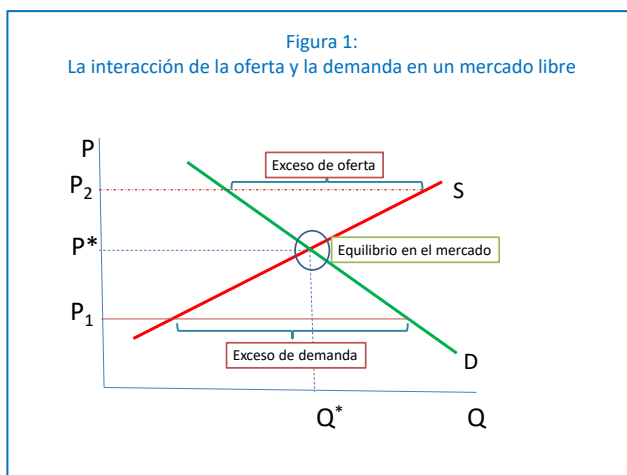 Figura 1:
La interacción de la oferta y la demanda en un mercado libre
P
Exceso de oferta
P₂
S
P*
Equilibrio en el mercado
P₁
Exceso de demanda
D
Q*
Q